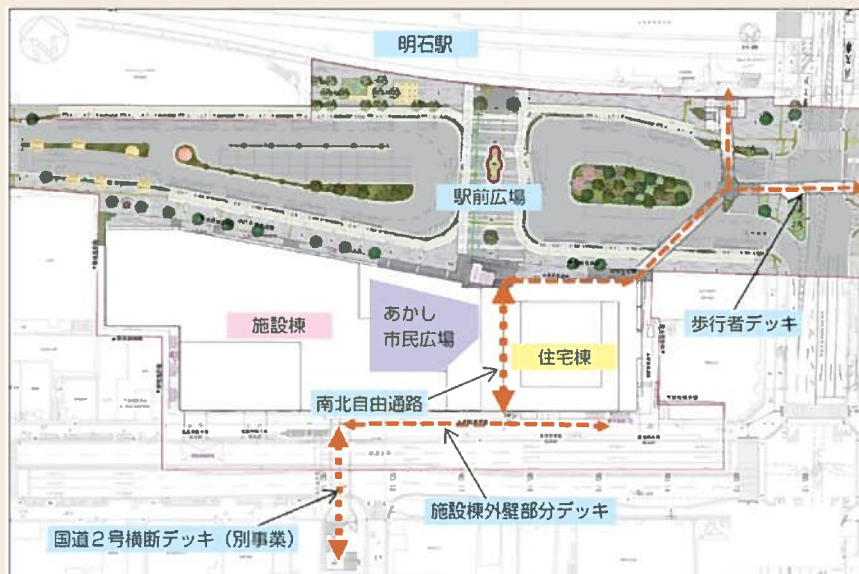 明石駅
駅前広場
歩行者デッキ
施設棟
あかし
市民広場
住宅棟
南北自由通路
施設棟外壁部分デッキ
国道2号横断デッキ（別事業）